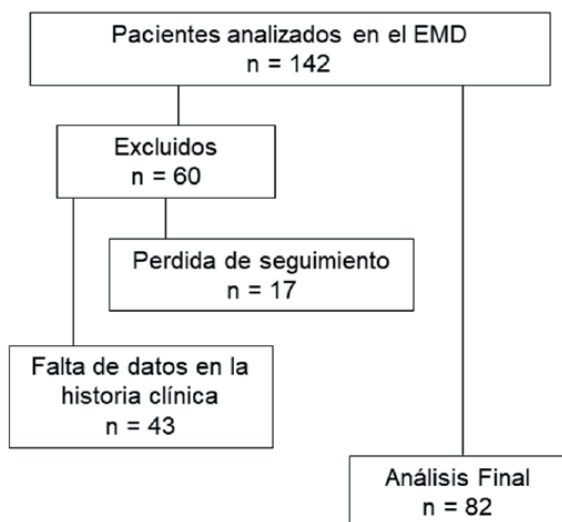 Pacientes analizados en el EMD
n = 142
Excluidos
n = 60
Perdida de seguimiento
n = 17
Falta de datos en la
historia clínica
n = 43
Análisis Final
n = 82